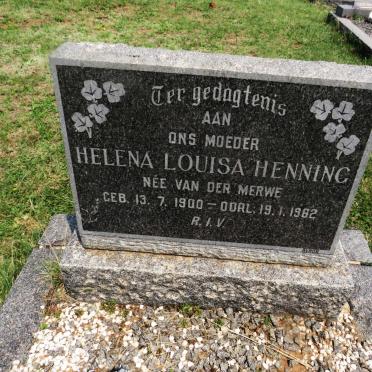 Ter gedagtenis
AAN
ONS MOEDER
HELENA LOUISA HENNING
NÉE VAN DER MERWE
GEB. 13. 7. 1900 – OORL. 19. 1. 1982
R. I. V.